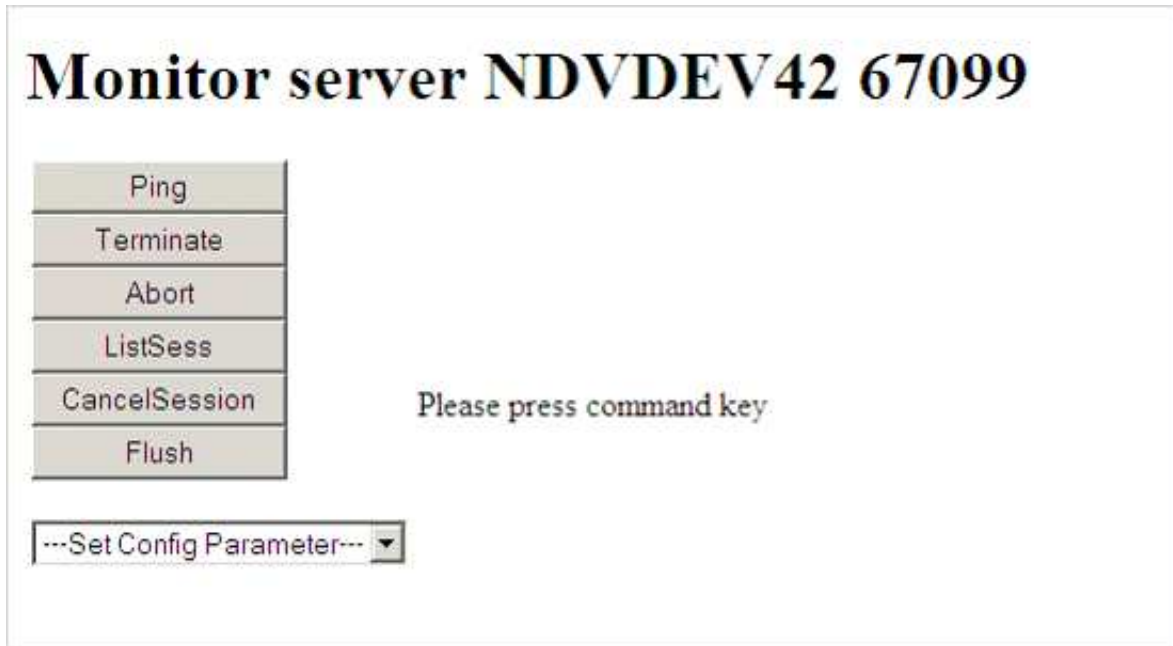 Monitor server NDVDEV42 67099
Ping
Terminate
Abort
ListSess
CancelSession
Please press command key
Flush
---Set Config Parameter---